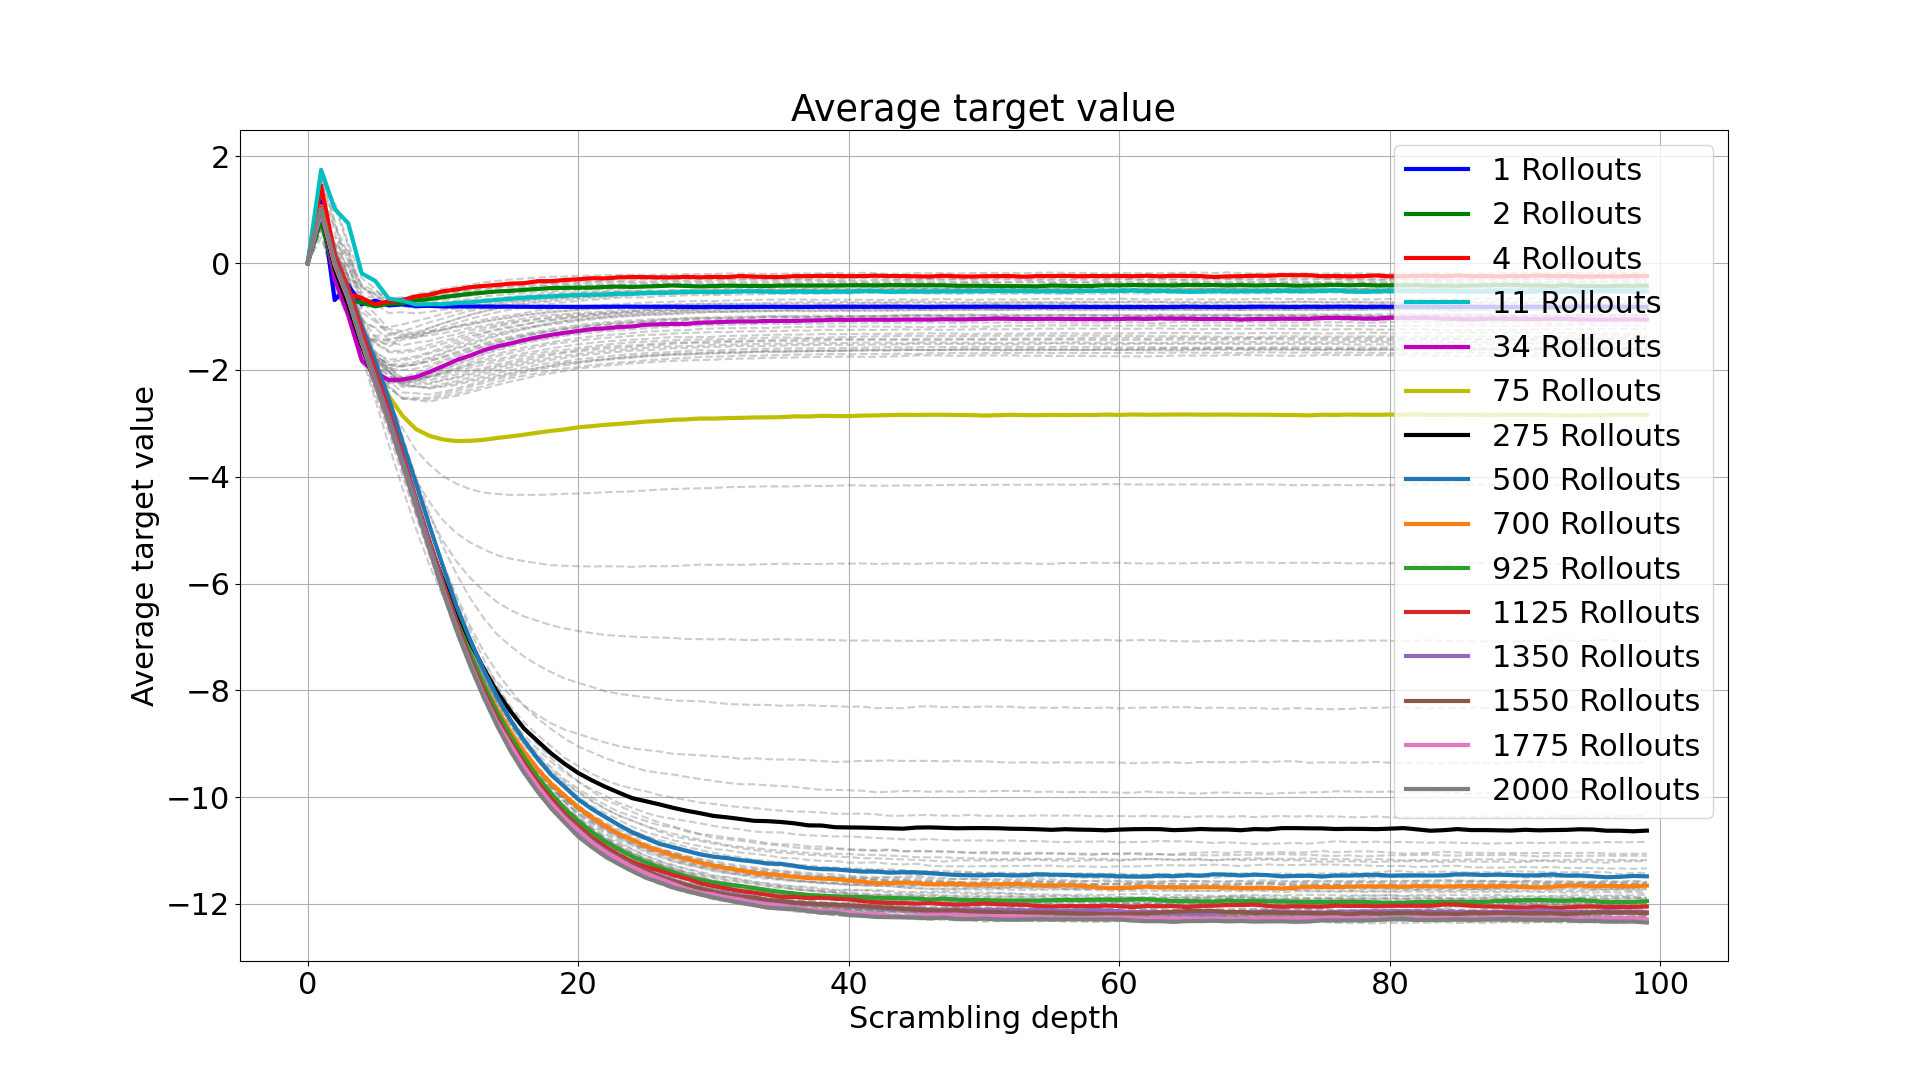 Average target value
Average target value
2
0
−2
−4
−6
−8
−10
−12
0
20
40
60
80
100
Scrambling depth
1 Rollouts
2 Rollouts
4 Rollouts
11 Rollouts
34 Rollouts
75 Rollouts
275 Rollouts
500 Rollouts
700 Rollouts
925 Rollouts
1125 Rollouts
1350 Rollouts
1550 Rollouts
1775 Rollouts
2000 Rollouts